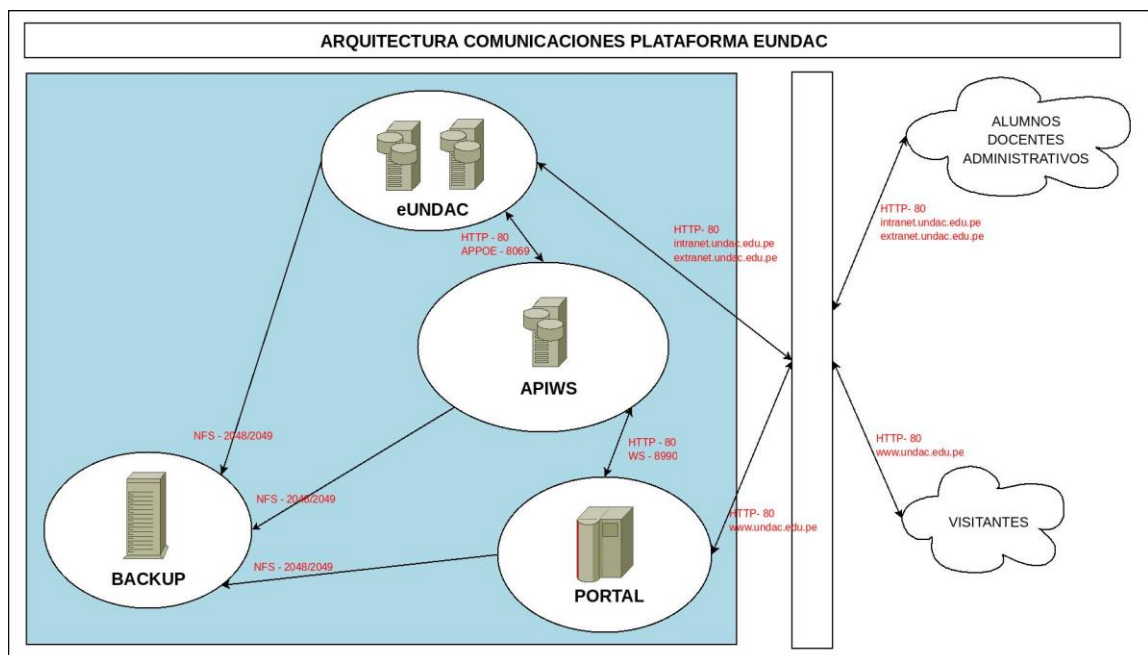 ARQUITECTURA COMUNICACIONES PLATAFORMA EUNDAC
eUNDAC
HTTP - 80
APPOE - 8069
HTTP- 80
intranet.undac.edu.pe
extranet.undac.edu.pe
ALUMNOS
DOCENTES
ADMINISTRATIVOS
HTTP- 80
intranet.undac.edu.pe
extranet.undac.edu.pe
APIWS
NFS - 2048/2049
HTTP - 80
WS - 8990
HTTP- 80
www.undac.edu.pe
NFS - 2048/2049
HTTP- 80
www.undac.edu.pe
VISITANTES
BACKUP
NFS - 2048/2049
PORTAL